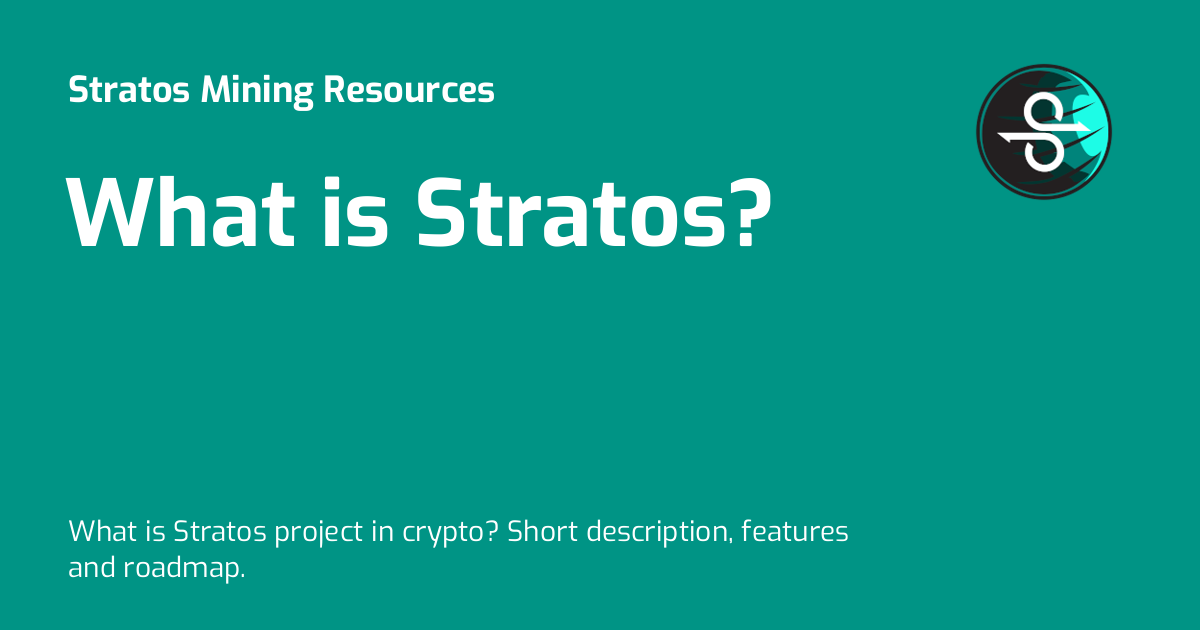 Stratos Mining Resources
What is Stratos?
What is Stratos project in crypto? Short description, features
and roadmap.